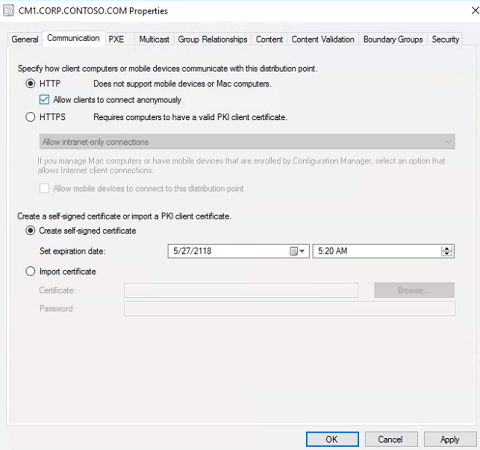 CM1.CORP.CONTOSO.COM Properties
General Communication PXE Multicast Group Relationships Content Content Validation Boundary Groups Security
Specify how client computers or mobile devices communicate with this distribution point.
HTTP Does not support mobile devices or Mac computers.
Allow clients to connect anonymously
HTTPS Requires computers to have a valid PKI client certificate.
Allow intranet-only connections
If you manage Mac computers or have mobile devices that are enrolled by Configuration Manager, select an option that
allows Internet client connections.
Allow mobile devices to connect to this distribution point
Create a self-signed certificate or import a PKI client certificate.
Create self-signed certificate
Set expiration date: 5/27/2118 5:20 AM
Import certificate
Certificate: Browse...
Password:
OK Cancel Apply